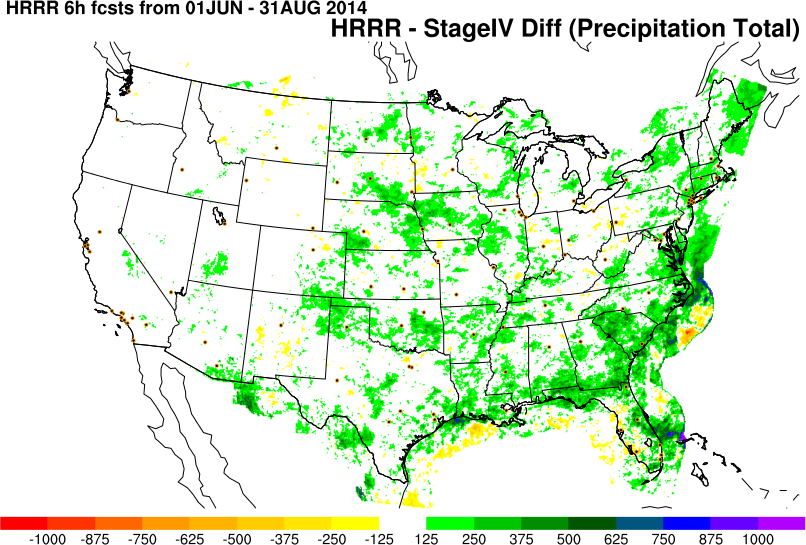 HRRR 6h fcsts from 01JUN - 31AUG 2014
HRRR - StageIV Diff (Precipitation Total)
-1000 -875 -750 -625 -500 -375 -250 -125 125 250 375 500 625 750 875 1000